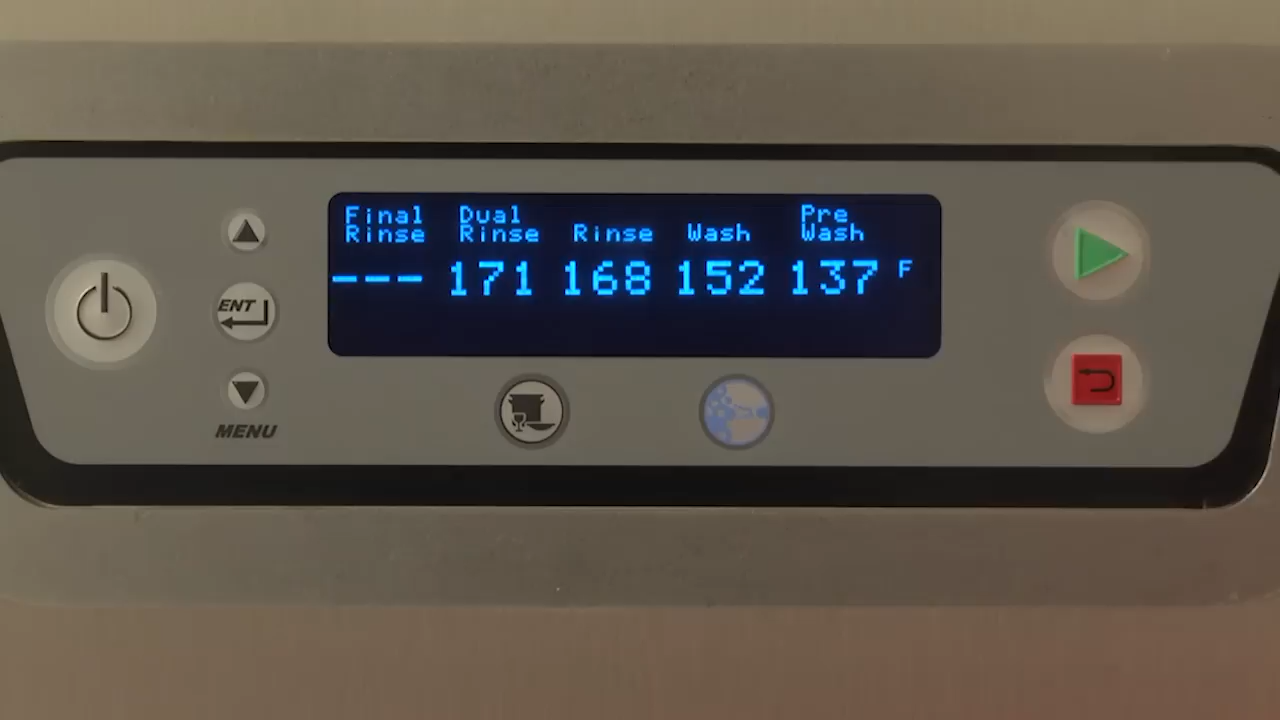 Final Dual Pre
Rinse Rinse Rinse Wash Wash
--- 171 168 152 137 F
ENT
MENU